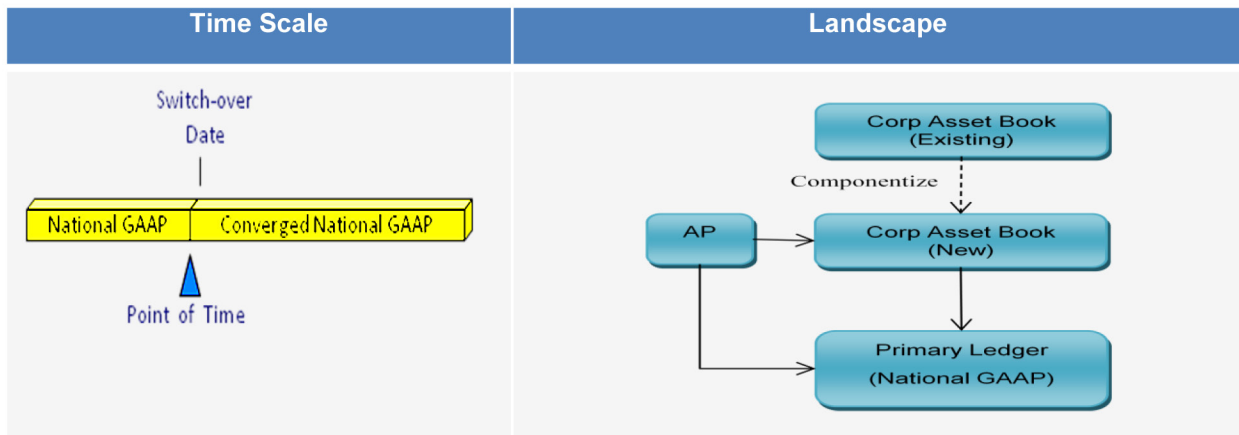 Time Scale
Landscape
Switch-over
Date
National GAAP
Converged National GAAP
Point of Time
Corp Asset Book
(Existing)
Componentize
AP
Corp Asset Book
(New)
Primary Ledger
(National GAAP)